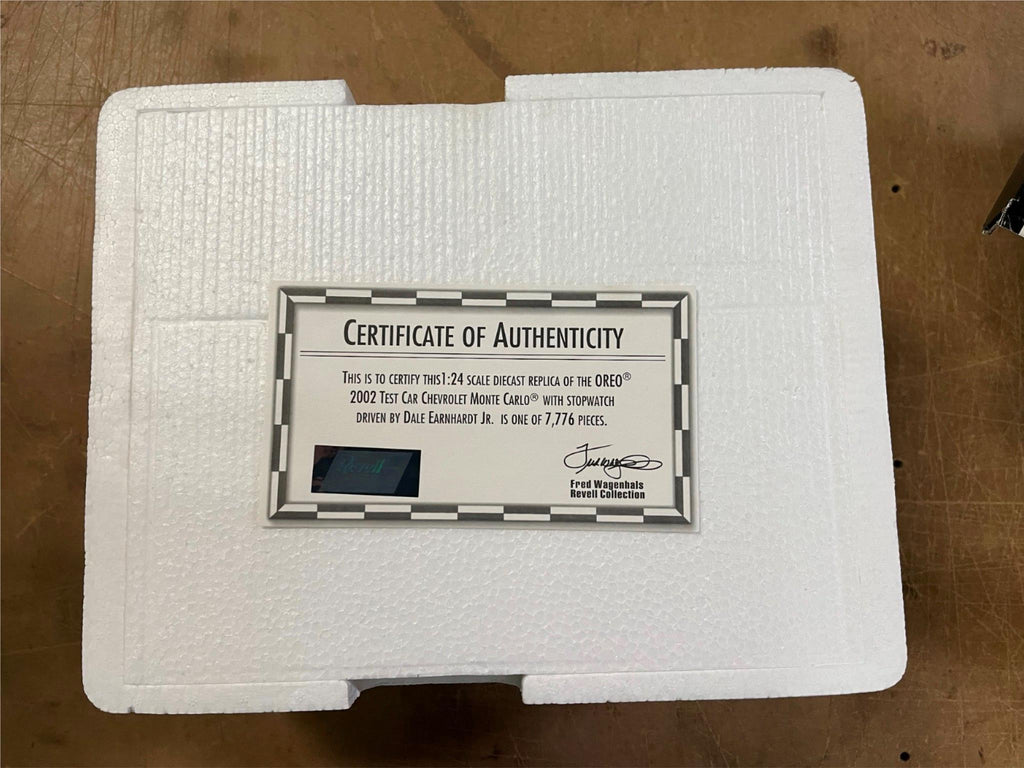 CERTIFICATE OF AUTHENTICITY
THIS IS TO CERTIFY THIS1:24 SCALE DIECAST REPLICA OF THE OREO®
2002 TEST CAR CHEVROLET MONTE CARLO® WITH STOPWATCH
DRIVEN BY DALE EARNHARDT JR. IS ONE OF 7,776 PIECES.
Revell
Fred Wagenhals
Revell Collection